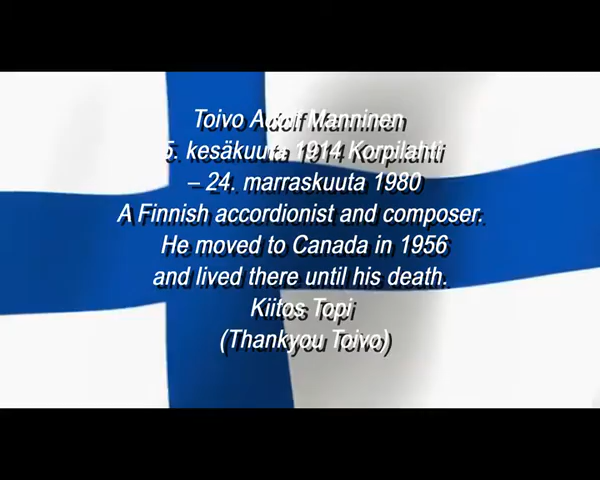 Toivo Adolf Manninen
5. kesäkuuta 1914 Korpilahti
– 24. marraskuuta 1980
A Finnish accordionist and composer.
He moved to Canada in 1956
and lived there until his death.
Kiitos Topi
(Thankyou Toivo)